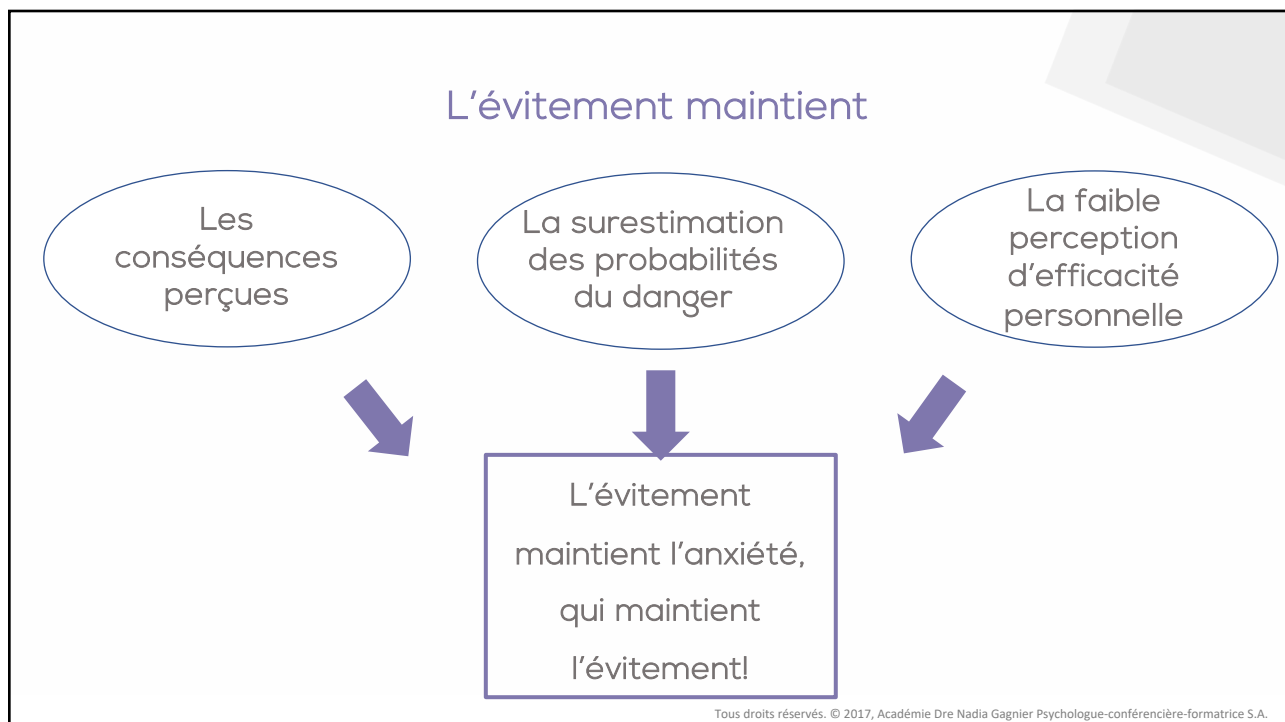 L'évitement maintient
Les
conséquences
perçues
La surestimation
des probabilités
du danger
La faible
perception
d'efficacité
personnelle
L'évitement
maintient l'anxiété,
qui maintient
l'évitement!
Tous droits réservés. © 2017, Académie Dre Nadia Gagnier Psychologue-conférencière-formatrice S.A.